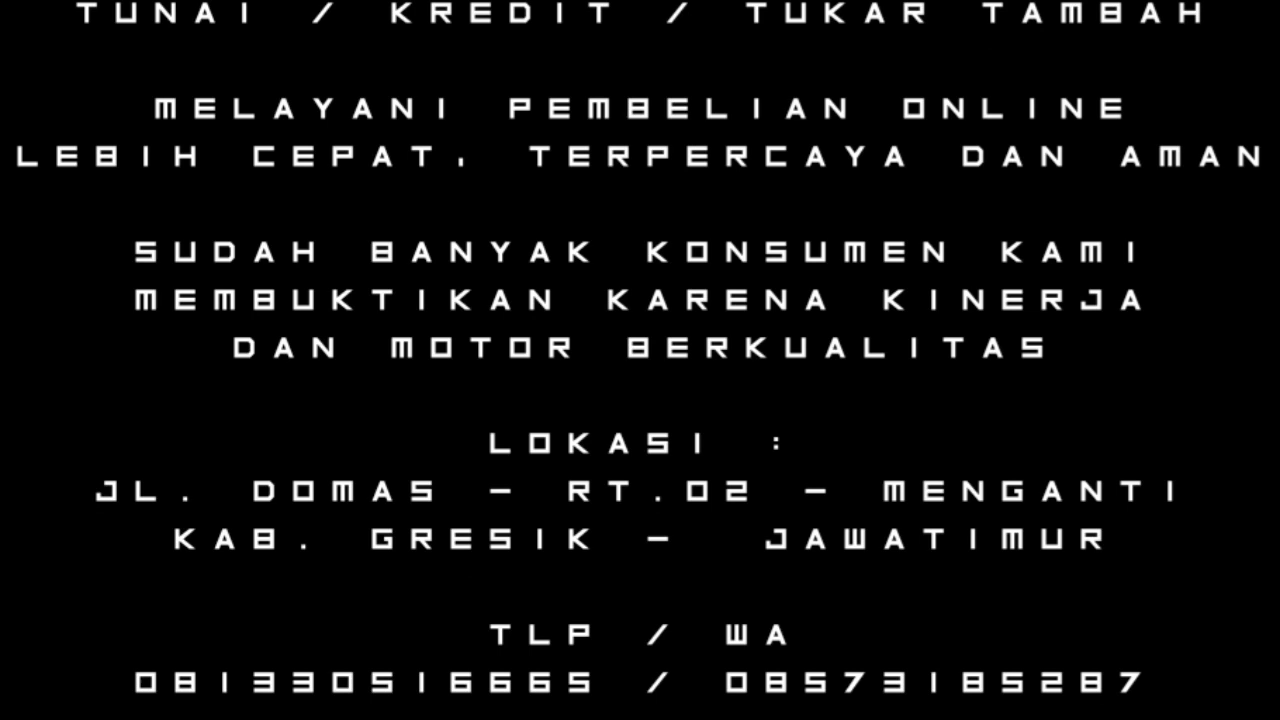 TUNAI / KREDIT / TUKAR TAMBAH
MELAYANI PEMBELIAN ONLINE
LEBIH CEPAT, TERPERCAYA DAN AMAN
SUDAH BANYAK KONSUMEN KAMI
MEMBUKTIKAN KARENA KINERJA
DAN MOTOR BERKUALITAS
LOKASI :
JL. DOMAS - RT.02 - MENGANTI
KAB. GRESIK - JAWATIMUR
TLP / WA
081330516665 / 08573185287